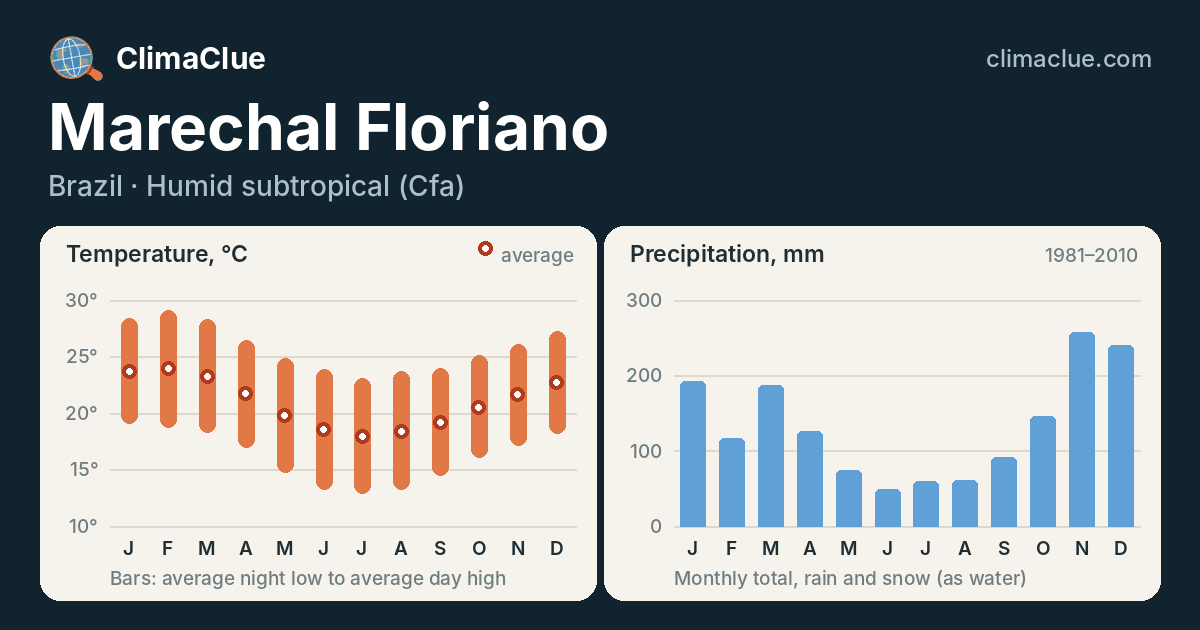 ClimaClue
climaclue.com
Marechal Floriano
Brazil · Humid subtropical (Cfa)
Temperature, °C
average
30°
25°
20°
15°
10°
J F M A M J J A S O N D
Bars: average night low to average day high
Precipitation, mm
1981–2010
300
200
100
0
J F M A M J J A S O N D
Monthly total, rain and snow (as water)